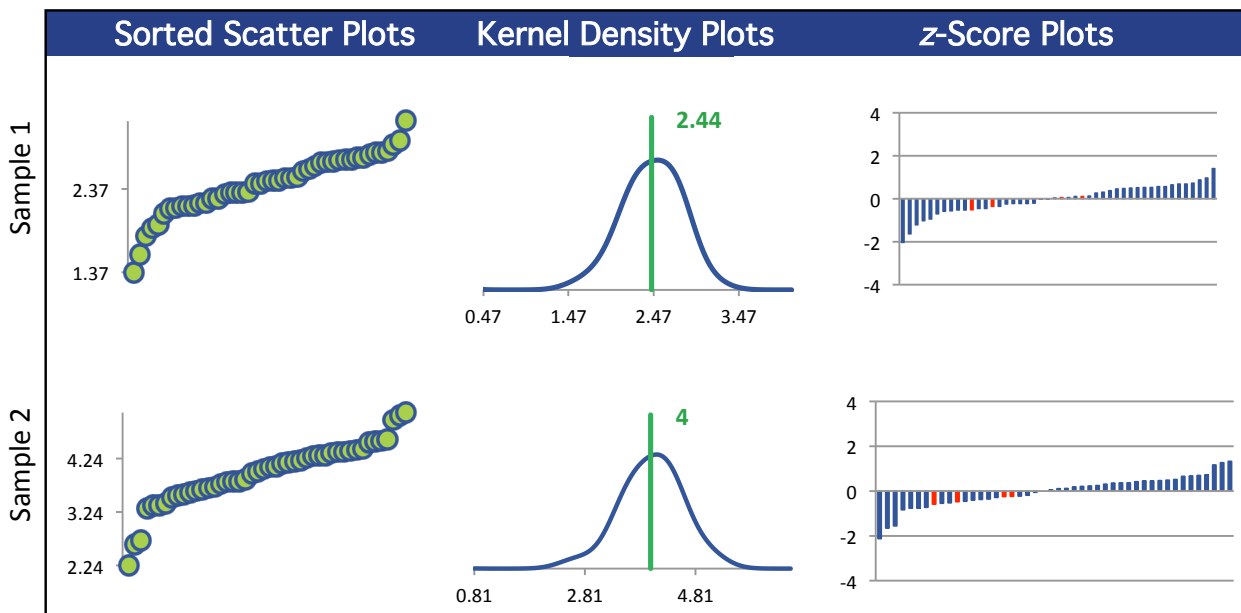 Sorted Scatter Plots
Kernel Density Plots
z-Score Plots
Sample 1
2.37
1.37
2.44
0.47 1.47 2.47 3.47
4
2
0
-2
-4
Sample 2
4.24
3.24
2.24
4
0.81 2.81 4.81
4
2
0
-2
-4